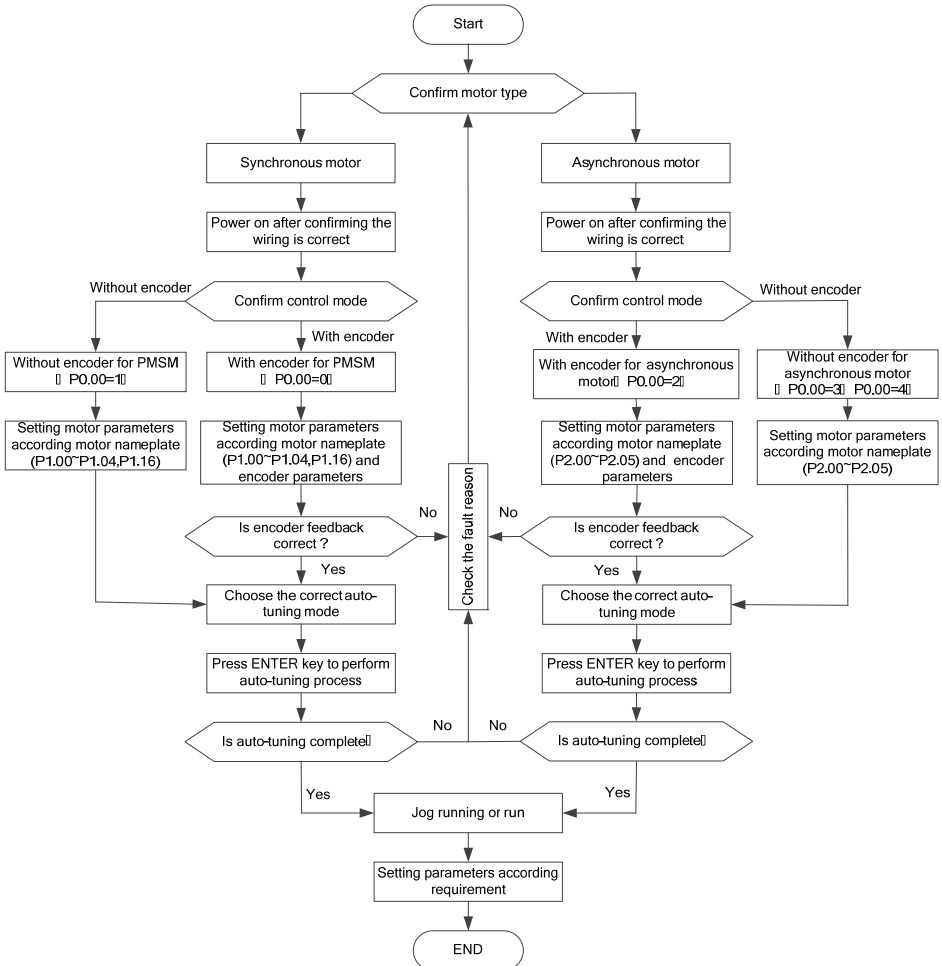 Start
Confirm motor type
Synchronous motor
Asynchronous motor
Power on after confirming the
wiring is correct
Power on after confirming the
wiring is correct
Without encoder
Confirm control mode
Confirm control mode
Without encoder
With encoder
With encoder
Without encoder for PMSM
( P0.00=1)
With encoder for PMSM
( P0.00=0)
With encoder for asynchronous
motor( P0.00=2)
Without encoder for
asynchronous motor
( P0.00=3, P0.00=4)
Setting motor parameters
according motor nameplate
(P1.00~P1.04,P1.16)
Setting motor parameters
according motor nameplate
(P1.00~P1.04,P1.16) and
encoder parameters
Setting motor parameters
according motor nameplate
(P2.00~P2.05) and encoder
parameters
Setting motor parameters
according motor nameplate
(P2.00~P2.05)
Check the fault reason
Is encoder feedback
correct ?
No
No
Is encoder feedback
correct ?
Yes
Yes
Choose the correct auto-
tuning mode
Choose the correct auto-
tuning mode
Press ENTER key to perform
auto-tuning process
Press ENTER key to perform
auto-tuning process
Is auto-tuning complete
No
No
Is auto-tuning complete
Yes
Yes
Jog running or run
Setting parameters according
requirement
END